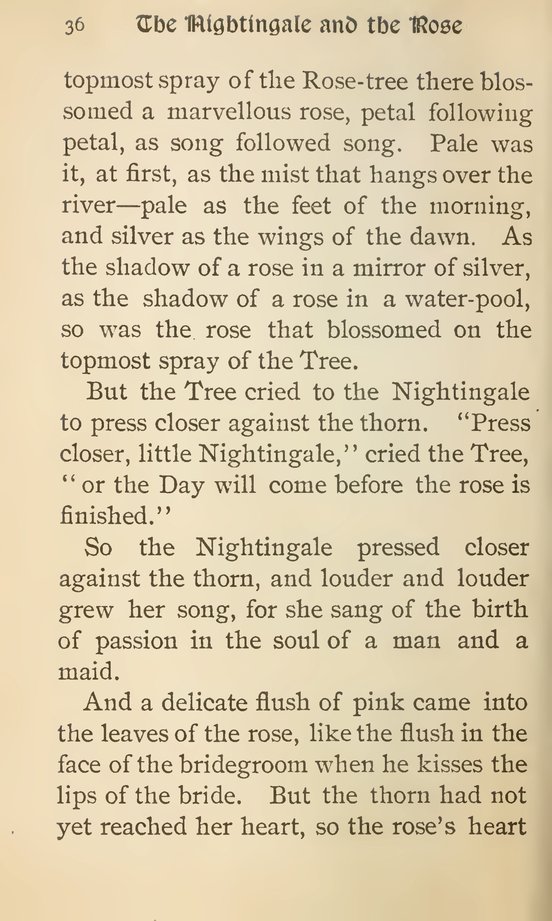 36 The Nightingale and the Rose
topmost spray of the Rose-tree there blos-
somed a marvellous rose, petal following
petal, as song followed song. Pale was
it, at first, as the mist that hangs over the
river—pale as the feet of the morning,
and silver as the wings of the dawn. As
the shadow of a rose in a mirror of silver,
as the shadow of a rose in a water-pool,
so was the rose that blossomed on the
topmost spray of the Tree.
But the Tree cried to the Nightingale
to press closer against the thorn. “Press
closer, little Nightingale,’’ cried the Tree,
“or the Day will come before the rose is
finished.’’
So the Nightingale pressed closer
against the thorn, and louder and louder
grew her song, for she sang of the birth
of passion in the soul of a man and a
maid.
And a delicate flush of pink came into
the leaves of the rose, like the flush in the
face of the bridegroom when he kisses the
lips of the bride. But the thorn had not
yet reached her heart, so the rose’s heart